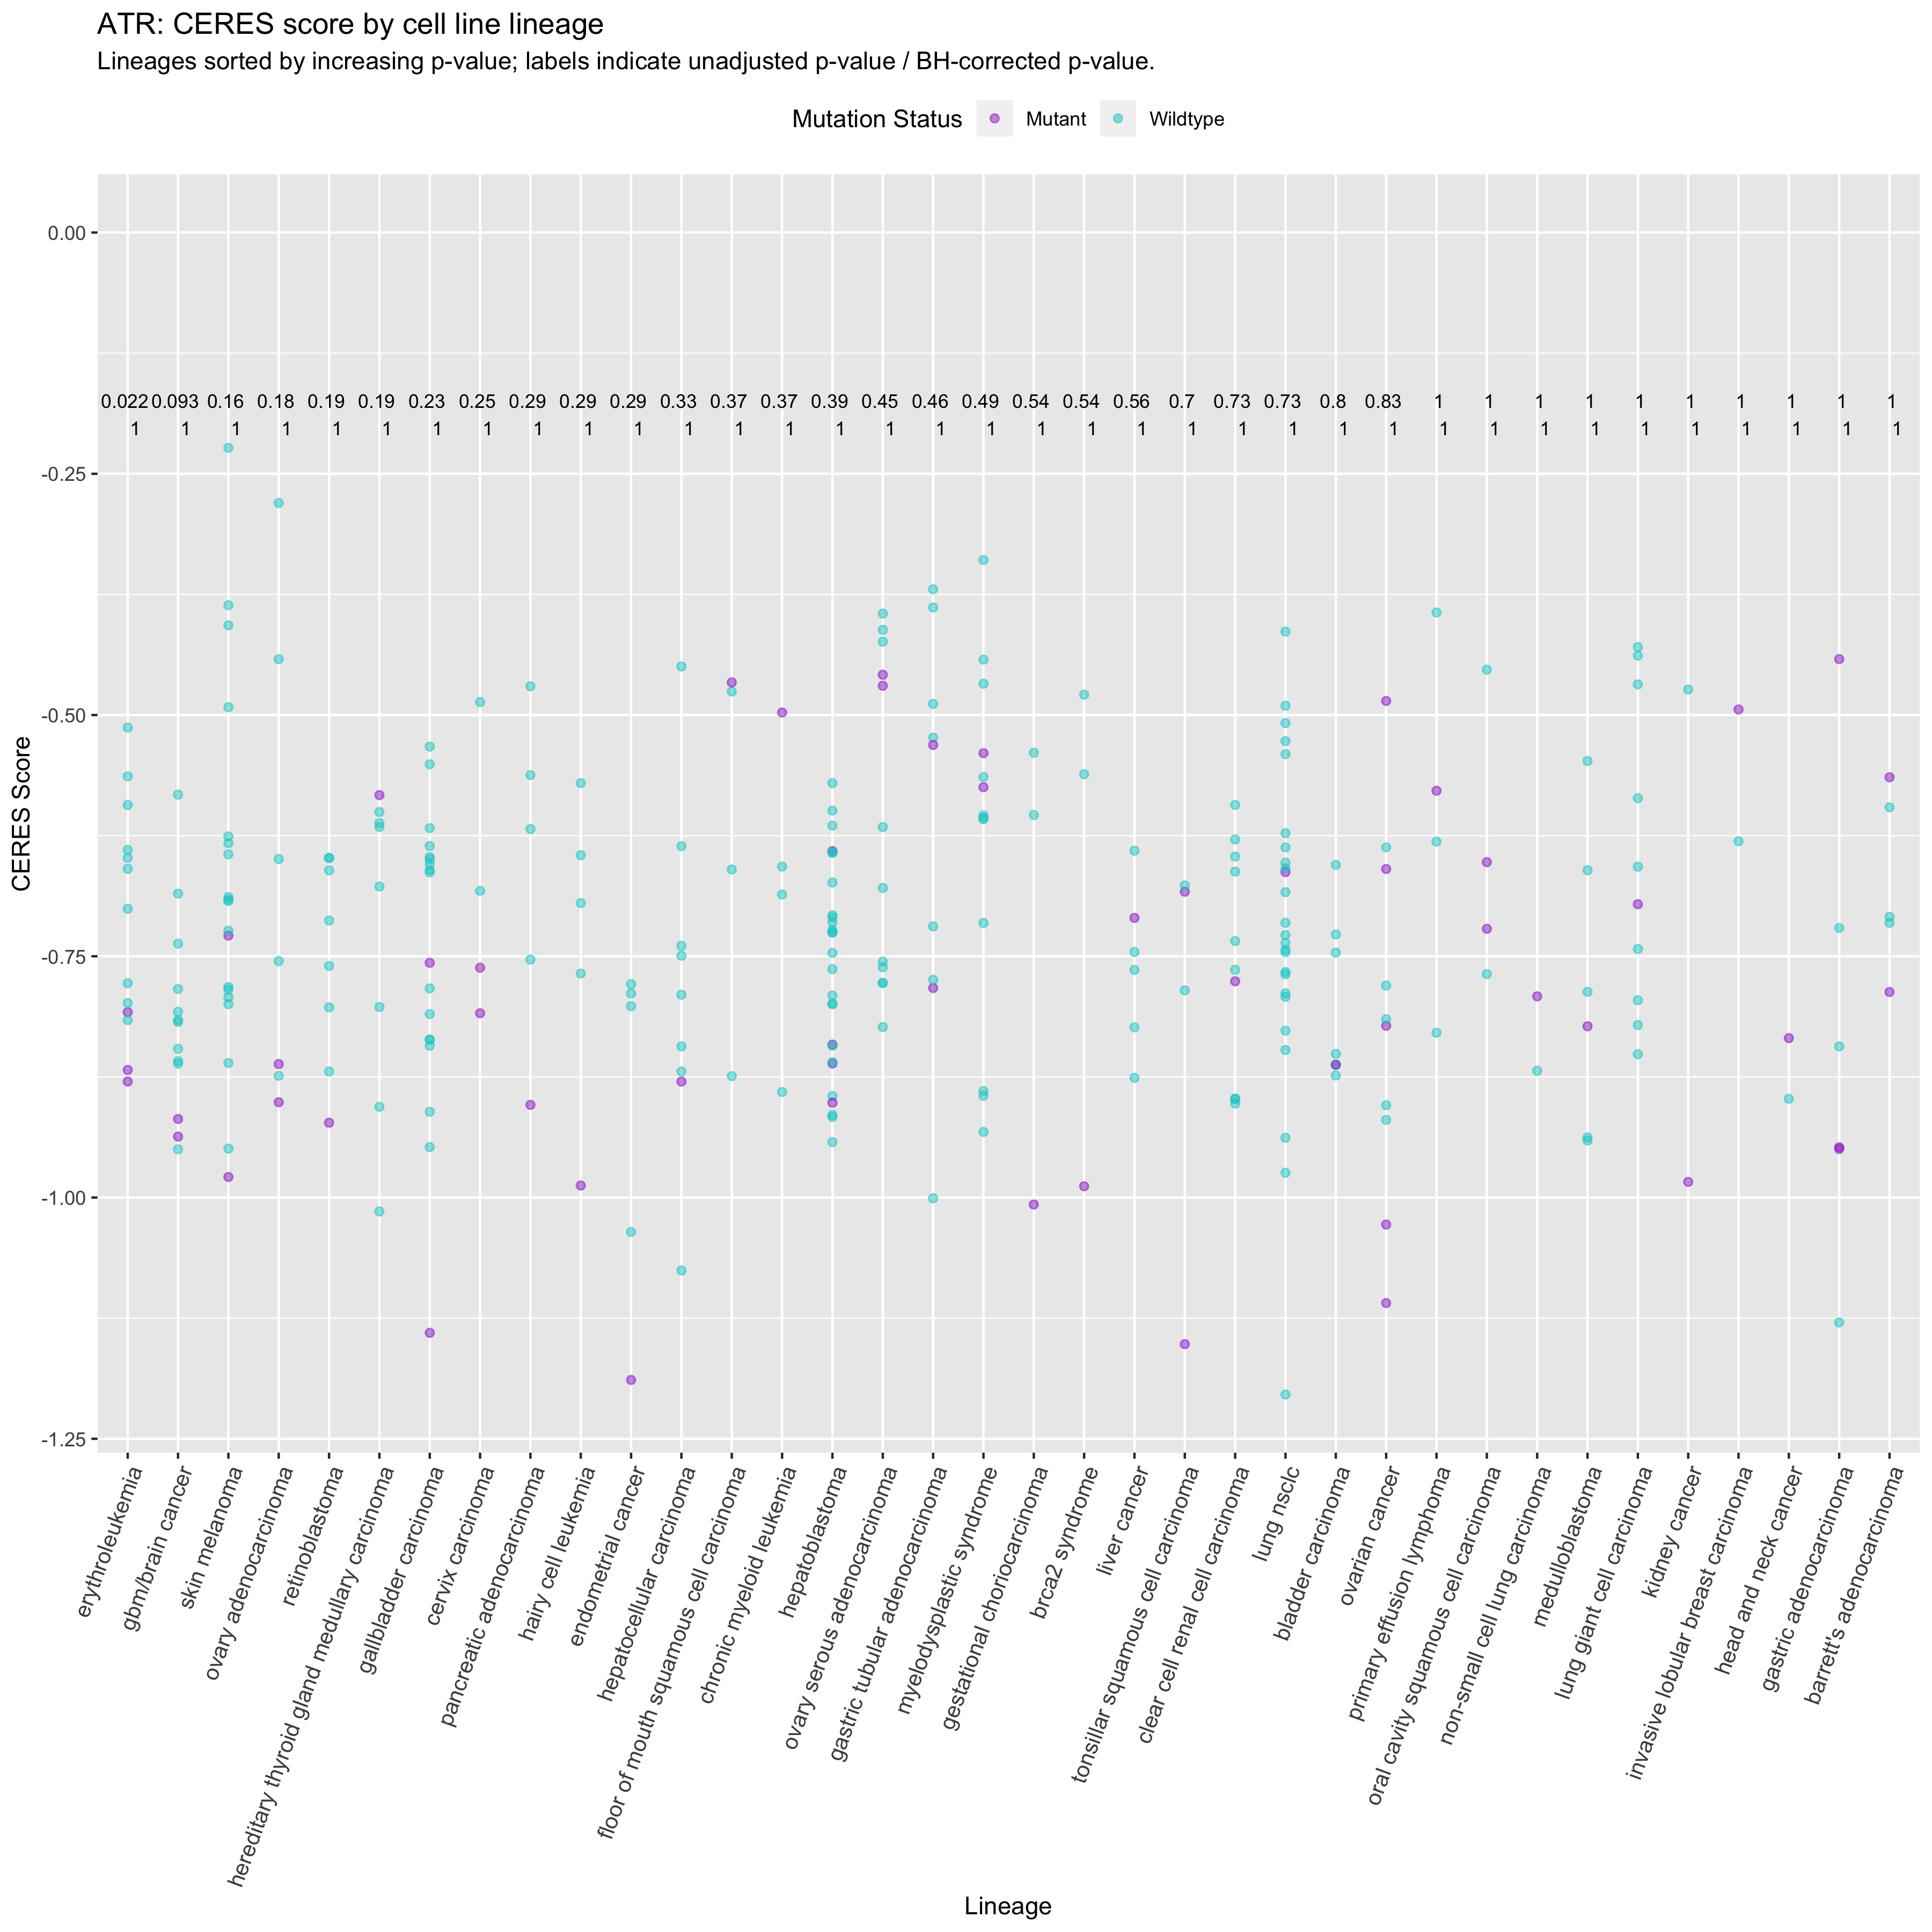 ATR: CERES score by cell line lineage
Lineages sorted by increasing p-value; labels indicate unadjusted p-value / BH-corrected p-value.
Mutation Status Mutant Wildtype
0.00
0.022 0.093 0.16 0.18 0.19 0.19 0.23 0.25 0.29 0.29 0.29 0.33 0.37 0.37 0.39 0.45 0.46 0.49 0.54 0.54 0.56 0.7 0.73 0.73 0.8 0.83 1 1 1 1 1 1 1 1 1 1
1 1 1 1 1 1 1 1 1 1 1 1 1 1 1 1 1 1 1 1 1 1 1 1 1 1 1 1 1 1 1 1 1 1 1 1
-0.25
-0.50
-0.75
-1.00
-1.25
CERES Score
erythroleukemia
gbm/brain cancer
skin melanoma
ovary adenocarcinoma
retinoblastoma
hereditary thyroid gland medullary carcinoma
gallbladder carcinoma
cervix carcinoma
pancreatic adenocarcinoma
hairy cell leukemia
endometrial cancer
hepatocellular carcinoma
floor of mouth squamous cell carcinoma
chronic myeloid leukemia
hepatoblastoma
ovary serous adenocarcinoma
gastric tubular adenocarcinoma
myelodysplastic syndrome
gestational choriocarcinoma
brca2 syndrome
liver cancer
tonsillar squamous cell carcinoma
clear cell renal cell carcinoma
lung nsclc
bladder carcinoma
ovarian cancer
primary effusion lymphoma
oral cavity squamous cell carcinoma
non-small cell lung carcinoma
medulloblastoma
lung giant cell carcinoma
kidney cancer
invasive lobular breast carcinoma
head and neck cancer
gastric adenocarcinoma
barrett's adenocarcinoma
Lineage